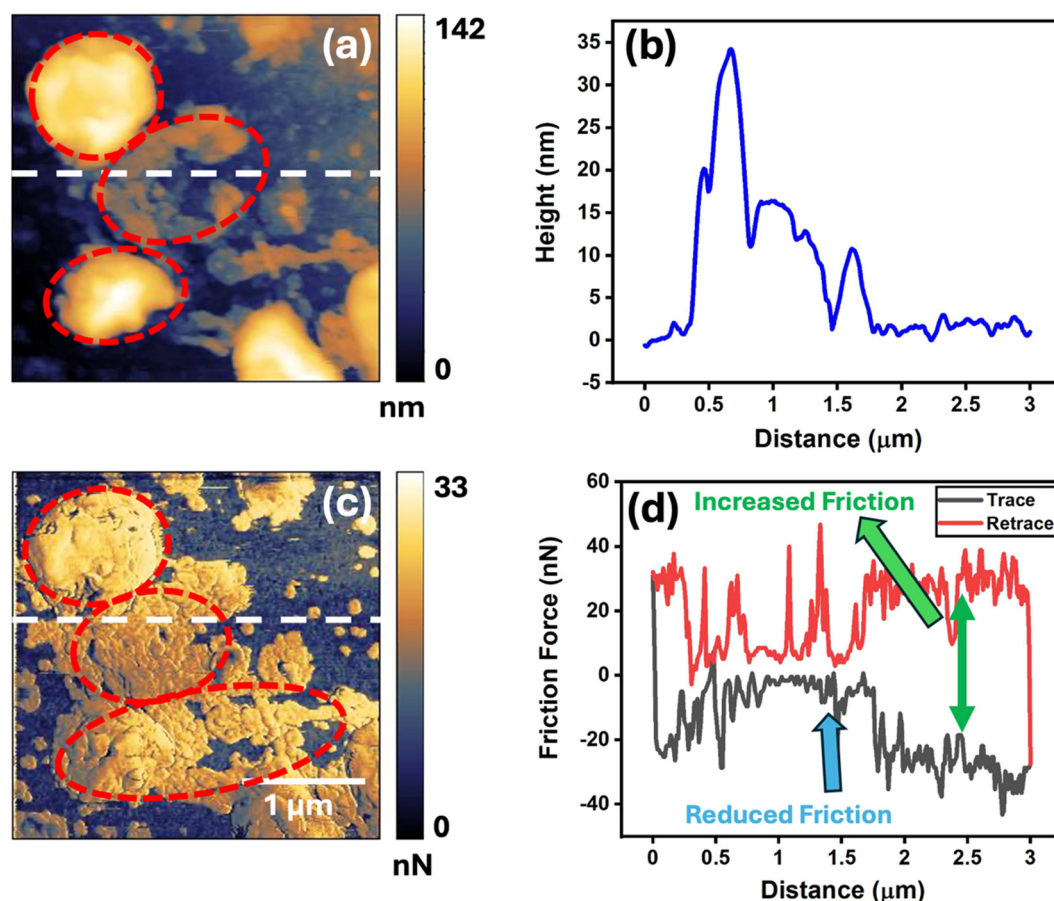 (a)
142
0
nm
(b)
Height (nm)
35
30
25
20
15
10
5
0
-5
0
0.5
1
1.5
2
2.5
3
Distance (μm)
(c)
33
0
nN
1 μm
(d)
Increased Friction
Trace
Retrace
Friction Force (nN)
60
40
20
0
-20
-40
Reduced Friction
0
0.5
1
1.5
2
2.5
3
Distance (μm)